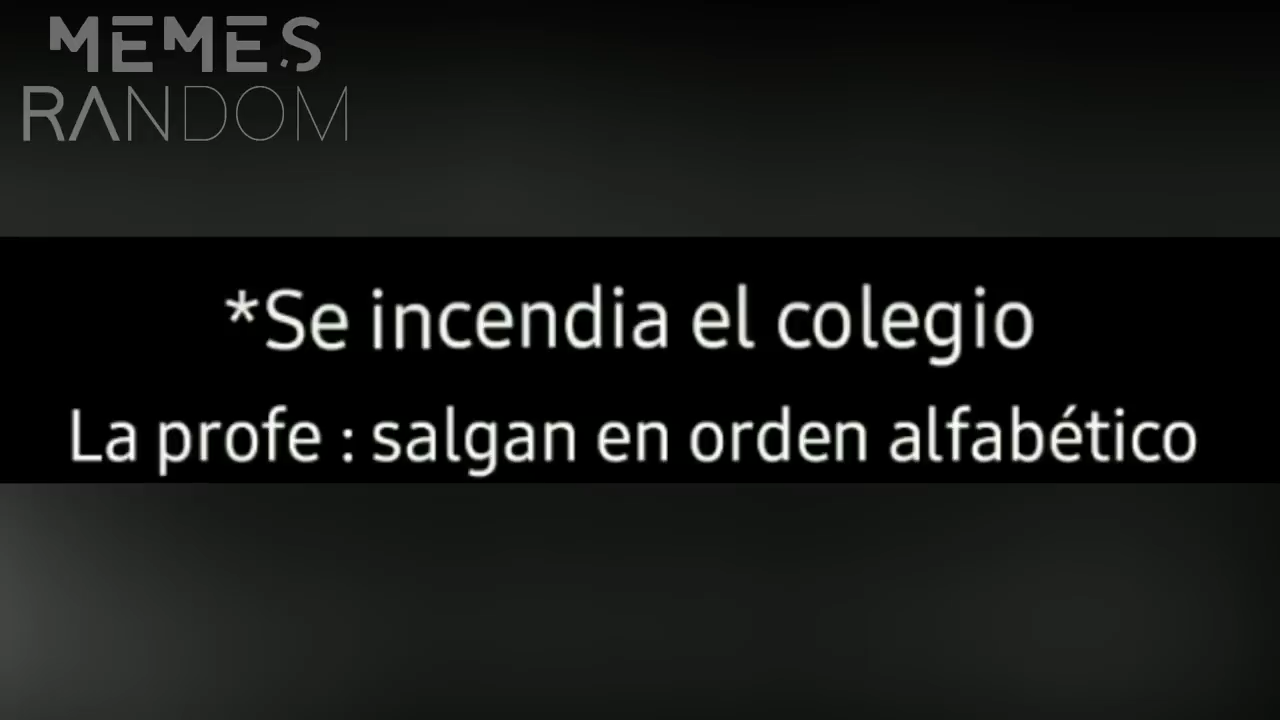 MEMES
RANDOM
*Se incendia el colegio
La profe : salgan en orden alfabético